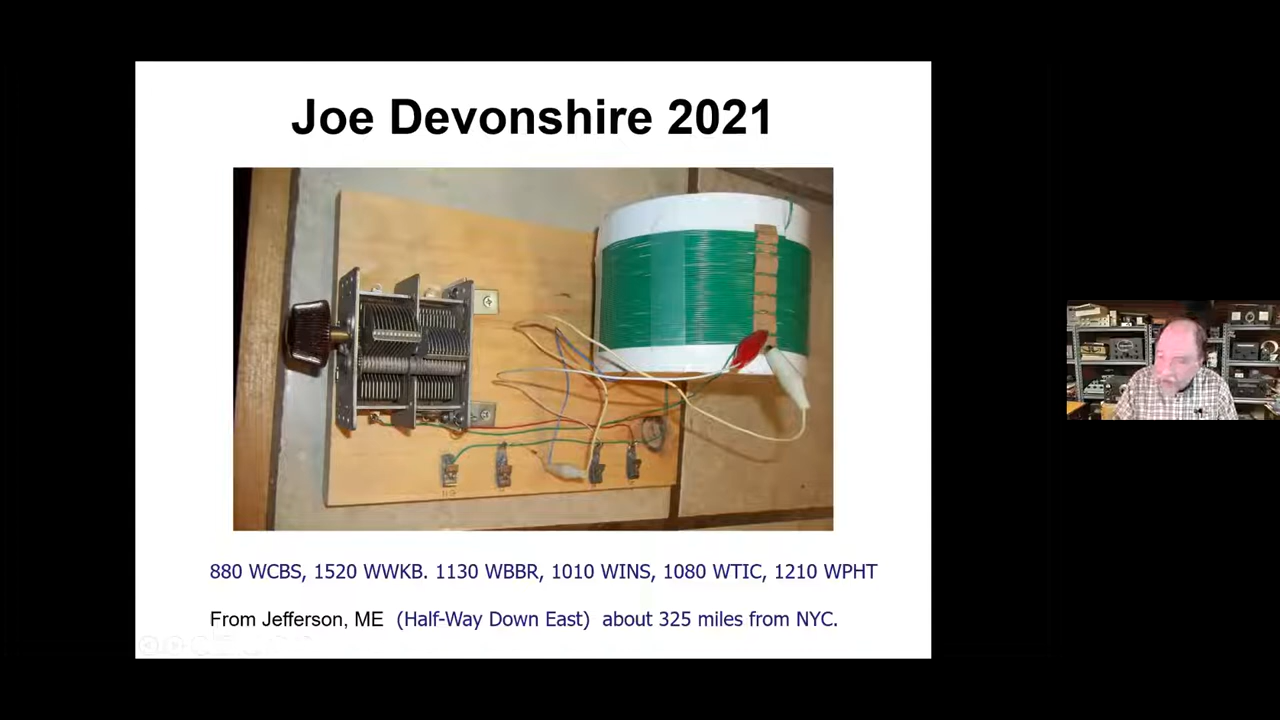 Joe Devonshire 2021
880 WCBS, 1520 WWKB. 1130 WBBR, 1010 WINS, 1080 WTIC, 1210 WPHT
From Jefferson, ME (Half-Way Down East) about 325 miles from NYC.